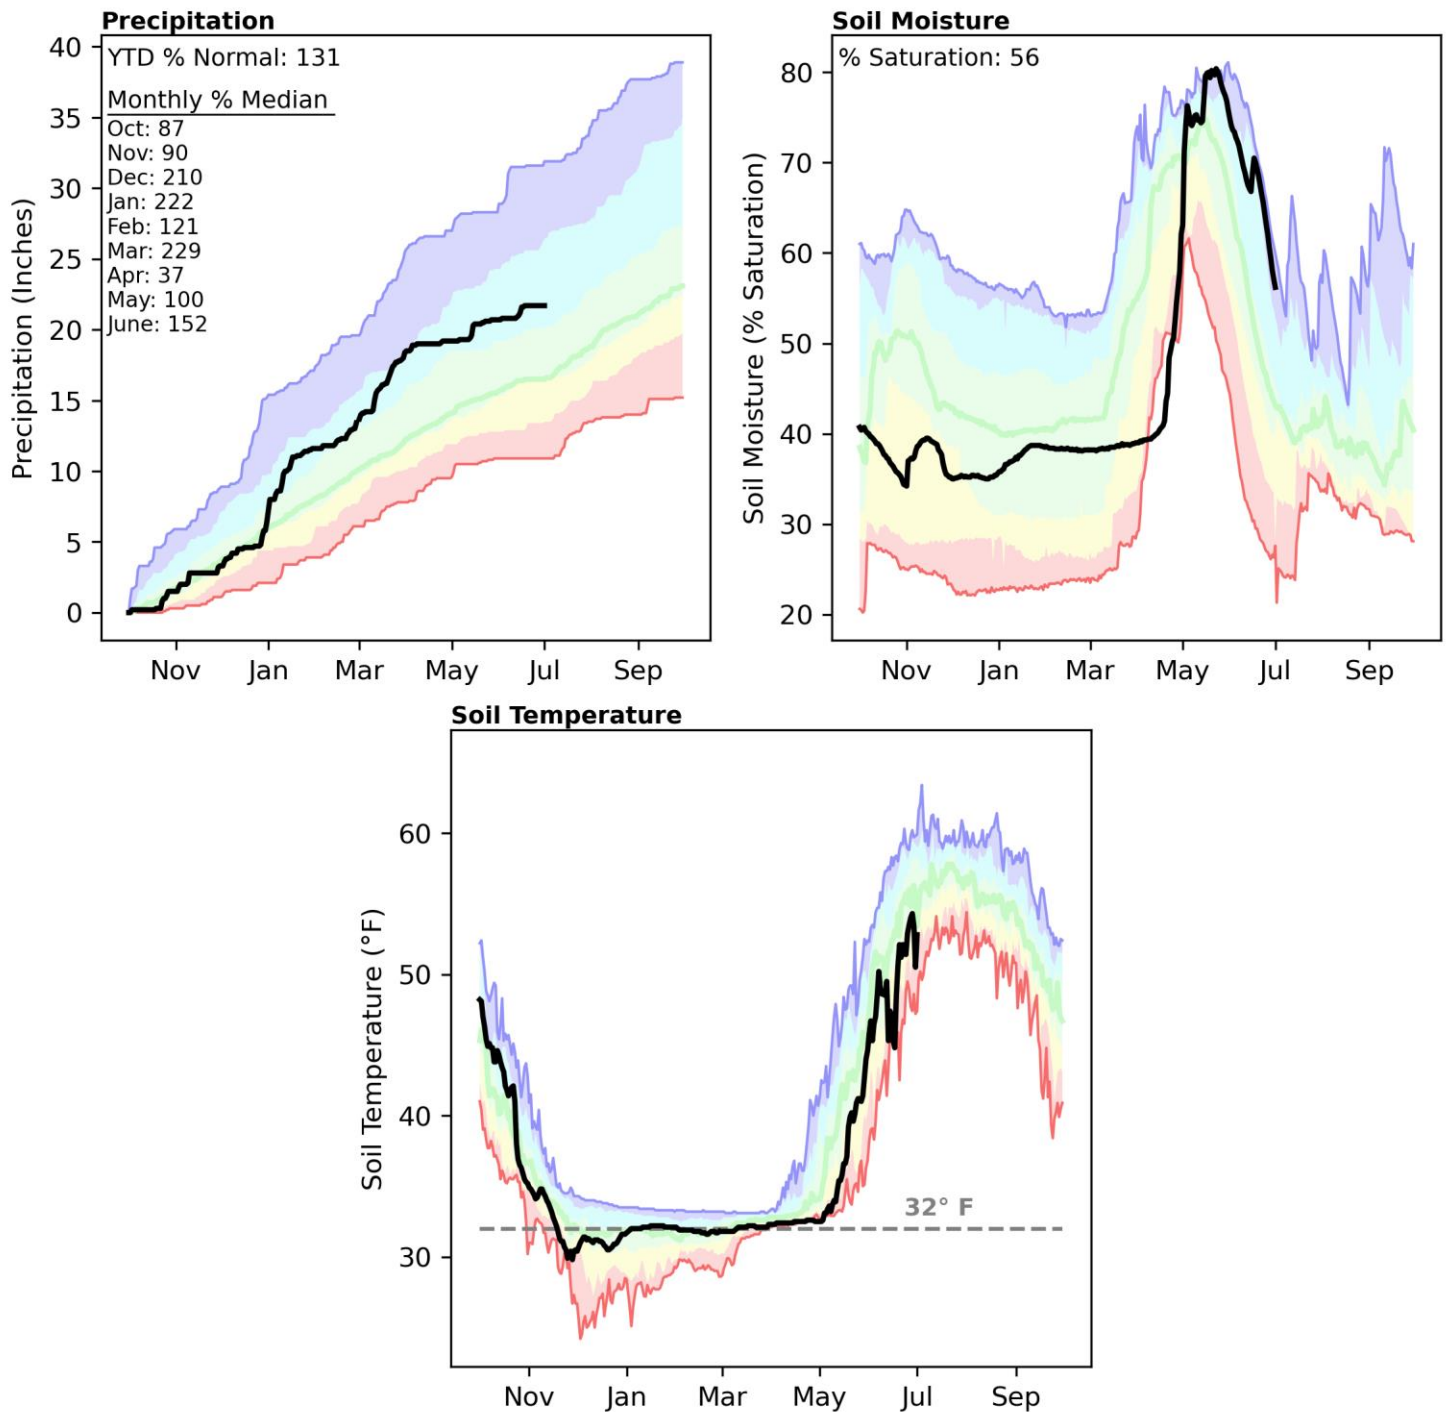 Precipitation
YTD % Normal: 131
Monthly % Median
Oct: 87
Nov: 90
Dec: 210
Jan: 222
Feb: 121
Mar: 229
Apr: 37
May: 100
June: 152
Precipitation (Inches)
40
35
30
25
20
15
10
5
0
Nov Jan Mar May Jul Sep
Soil Moisture
% Saturation: 56
Soil Moisture (% Saturation)
80
70
60
50
40
30
20
Nov Jan Mar May Jul Sep
Soil Temperature
Soil Temperature (°F)
60
50
40
30
32° F
Nov Jan Mar May Jul Sep